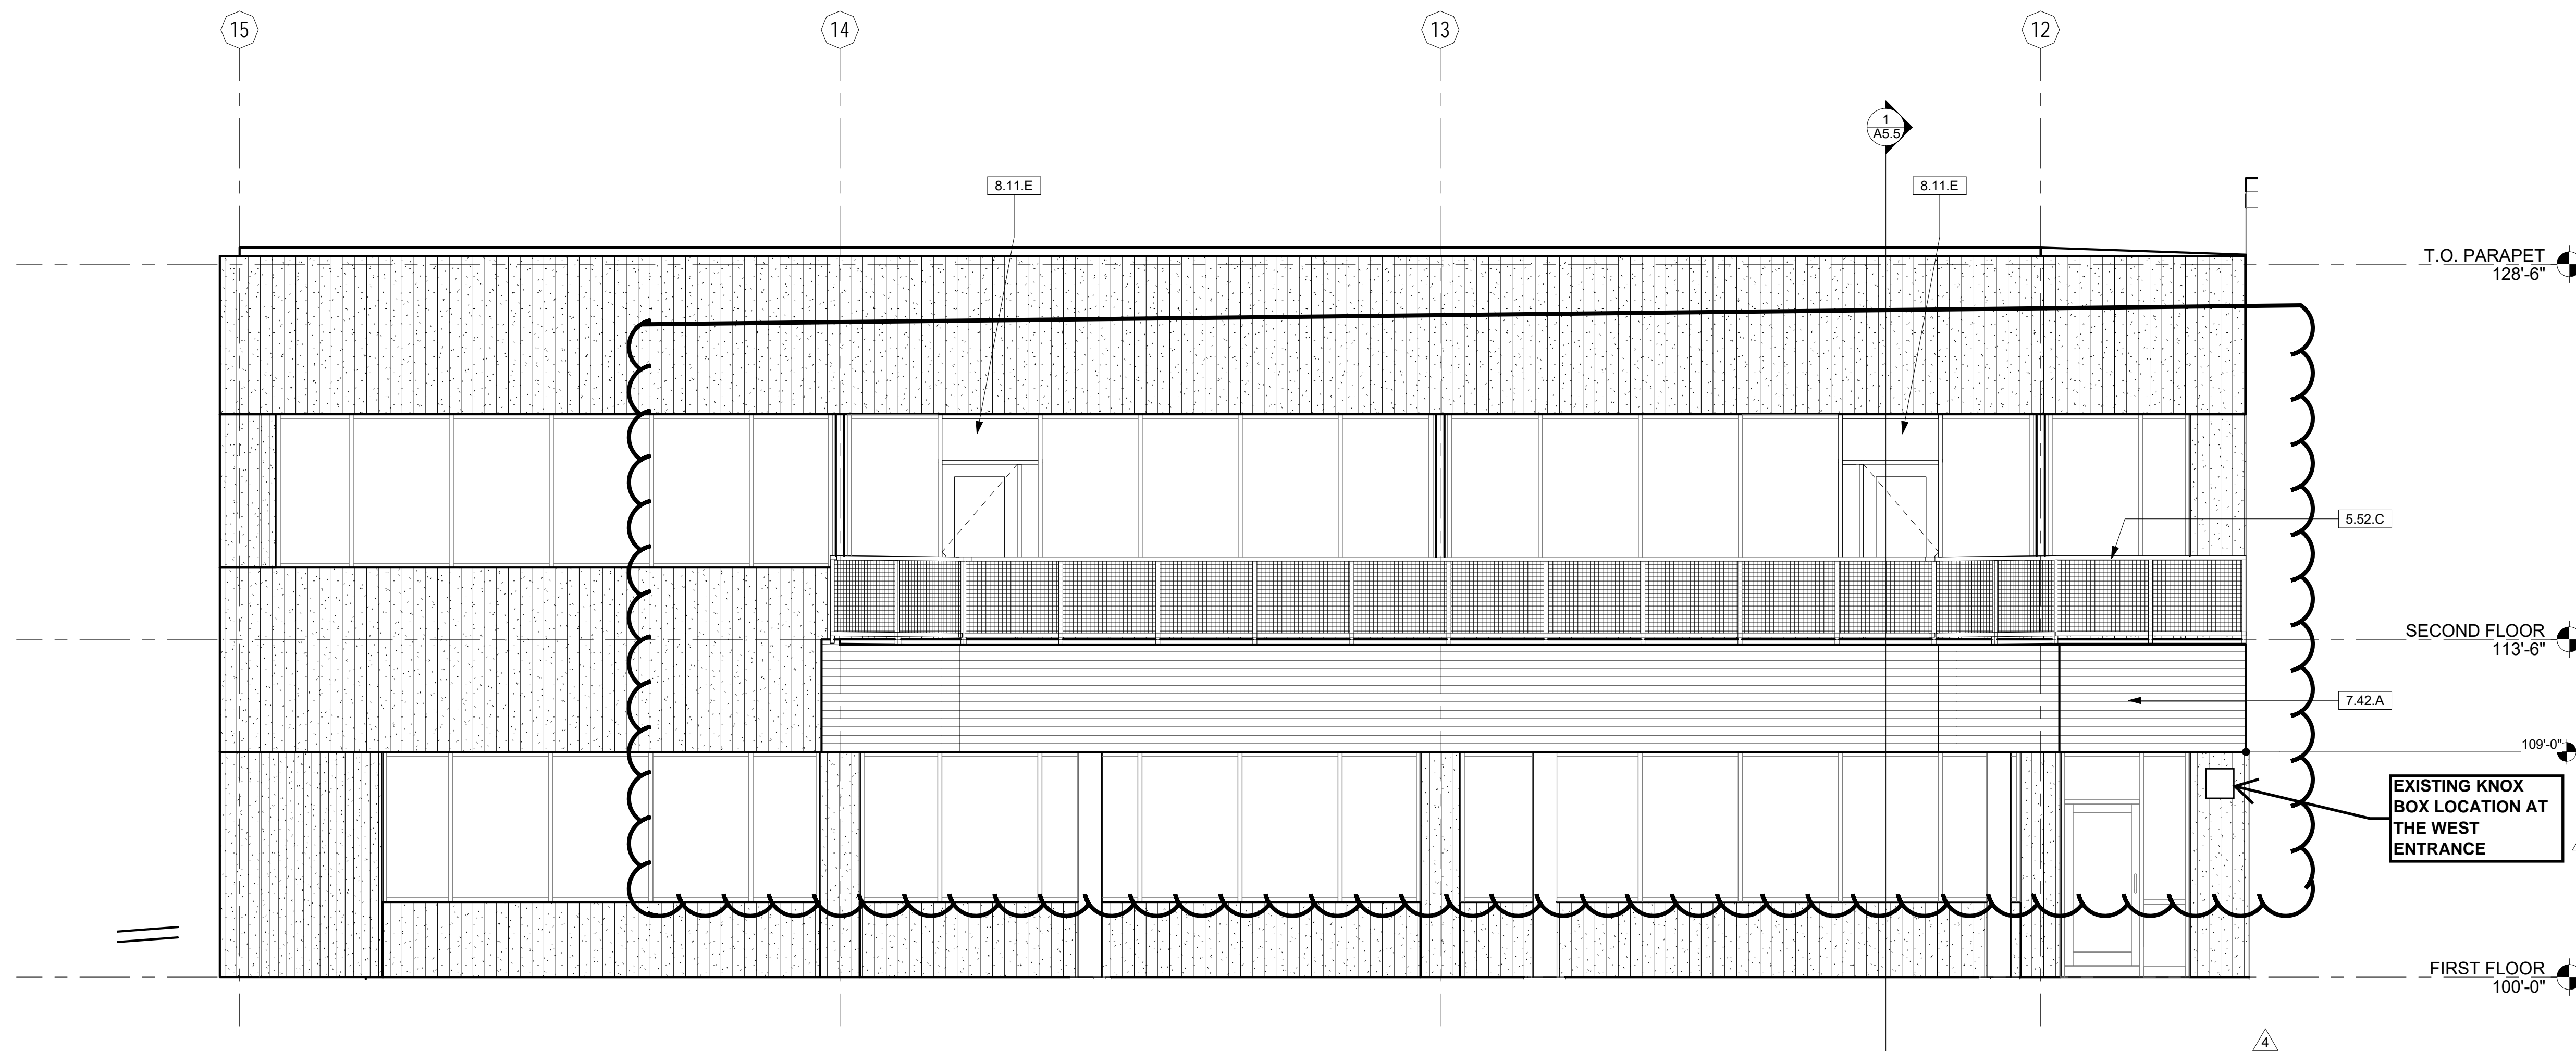 15
14
13
12
1
A5.5
8.11.E
8.11.E
T.O. PARAPET
128'-6"
5.52.C
SECOND FLOOR
113'-6"
7.42.A
109'-0"
EXISTING KNOX
BOX LOCATION AT
THE WEST
ENTRANCE
FIRST FLOOR
100'-0"
4